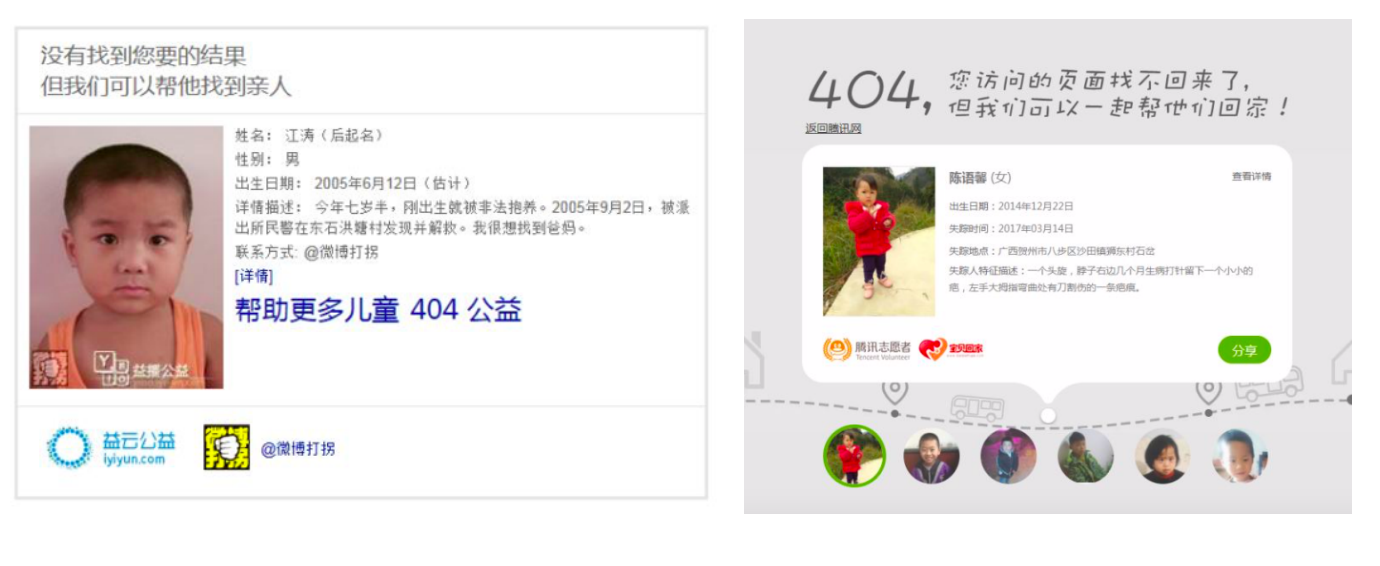 没有找到您要的结果
但我们可以帮他找到亲人
姓名： 江涛（后起名）
性别： 男
出生日期： 2005年6月12日（估计）
详情描述： 今年七岁半，刚出生就被非法抱养。2005年9月2日，被派
出所民警在东石洪塘村发现并解救。我很想找到爸妈。
联系方式: @微博打拐
[详情]
帮助更多儿童 404 公益
益播公益
益云公益
iyiyun.com
@微博打拐
404,
您访问的页面找不回来了,
但我们可以一起帮他们回家!
返回腾讯网
陈语馨 (女)
查看详情
出生日期：2014年12月22日
失踪时间：2017年03月14日
失踪地点：广西贺州市八步区沙田镇狮东村石岔
失踪人特征描述：一个头旋，脖子右边几个月生病打针留下一个小小的
疤，左手大拇指弯曲处有刀割伤的一条疤痕。
腾讯志愿者
Tencent Volunteer
宝贝回家
分享